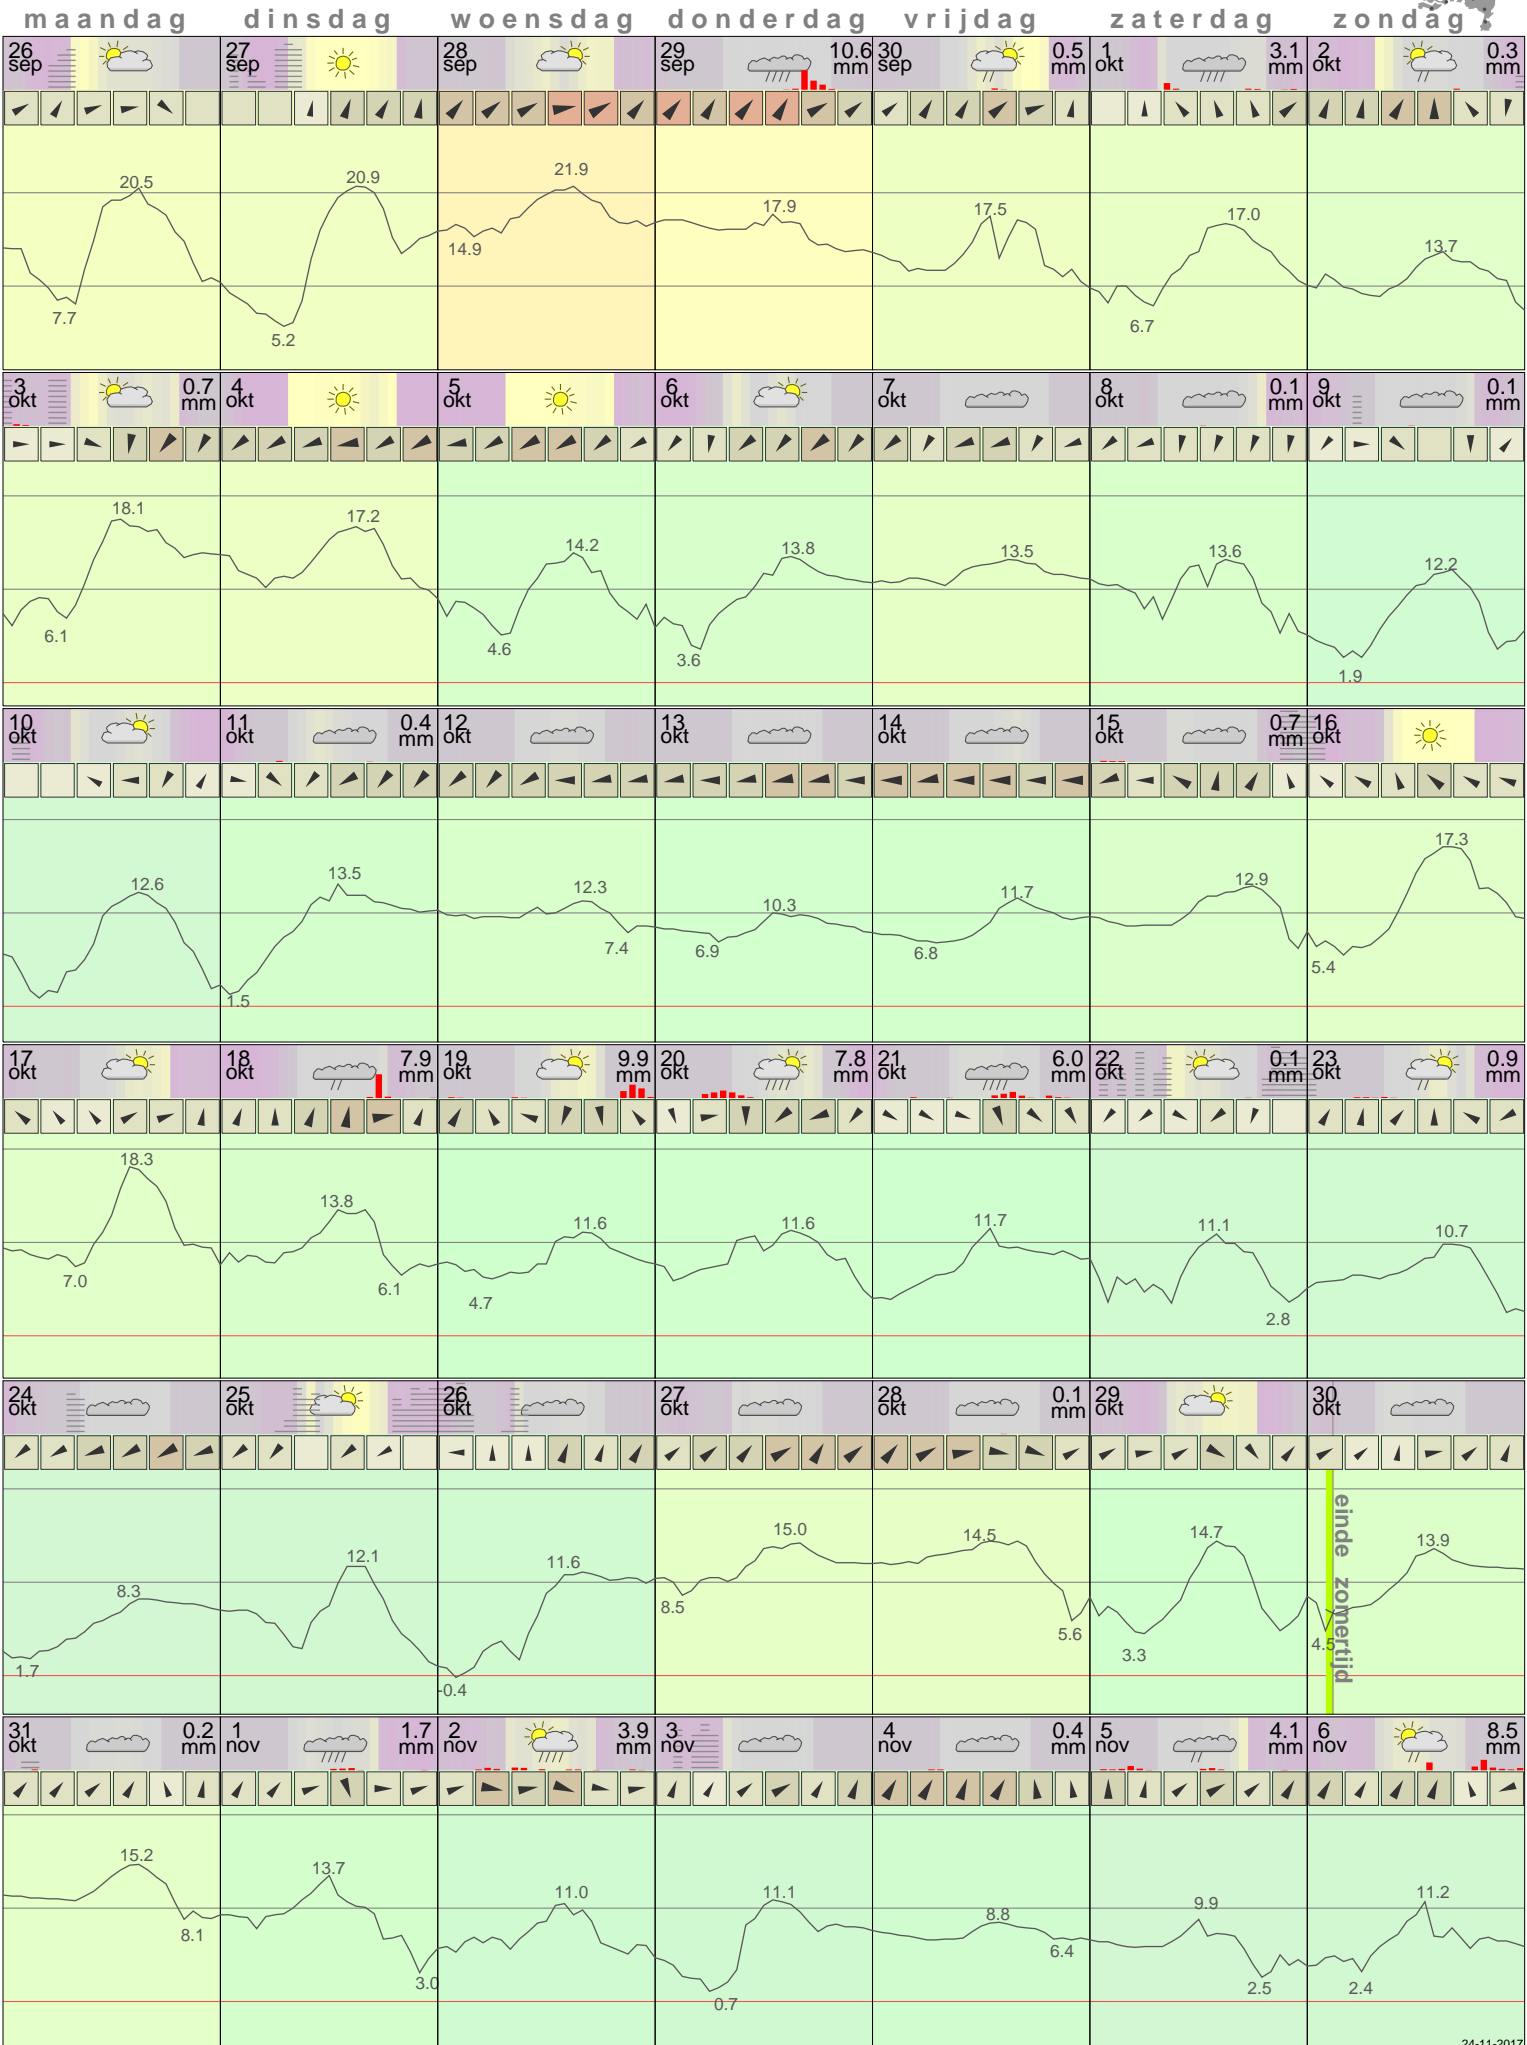 maandag dinsdag woensdag donderdag vrijdag zaterdag zondag
26 27 28 29 10.6 30 0.5 1 3.1 2 0.3
sep sep sep sep mm sep mm okt mm okt mm
20.5 20.9 21.9 17.9 17.5 17.0 13.7
7.7 5.2 14.9 6.7
3 0.7 4 5 6 7 8 0.1 9 0.1
okt mm okt okt okt okt okt mm okt mm
18.1 17.2 14.2 13.8 13.5 13.6 12.2
6.1 4.6 3.6 1.9
10 11 0.4 12 13 14 15 0.7 16
okt okt mm okt okt okt okt mm okt
12.6 13.5 12.3 10.3 11.7 12.9 17.3
1.5 7.4 6.9 6.8 5.4
17 18 7.9 19 9.9 20 7.8 21 6.0 22 0.1 23 0.9
okt okt mm okt mm okt mm okt mm okt mm okt mm
18.3 13.8 11.6 11.6 11.7 11.1 10.7
7.0 6.1 4.7 2.8
24 25 26 27 28 0.1 29 30
okt okt okt okt okt mm okt okt
8.3 12.1 11.6 15.0 14.5 14.7 13.9
1.7 -0.4 8.5 5.6 3.3 4.5
einde zomertijd
31 0.2 1 1.7 2 3.9 3 4 0.4 5 4.1 6 8.5
okt mm nov mm nov mm nov nov mm nov mm nov mm
15.2 13.7 11.0 11.1 8.8 9.9 11.2
8.1 3.0 0.7 6.4 2.5 2.4
24-11-2017